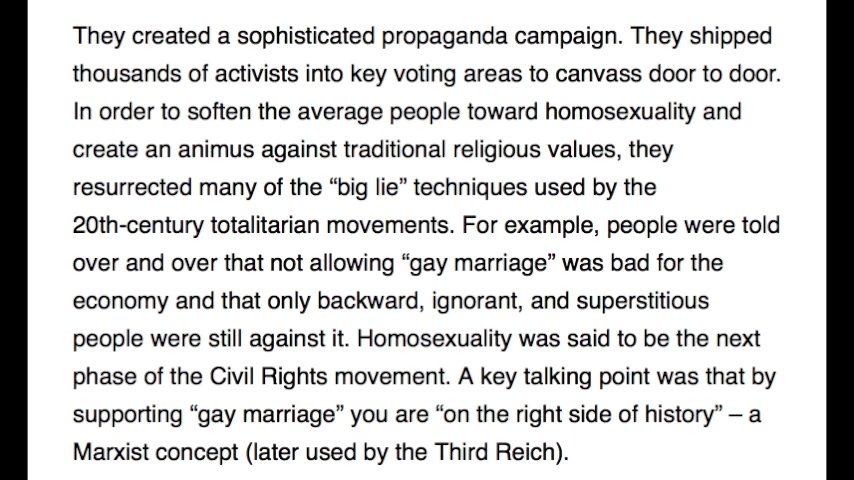 They created a sophisticated propaganda campaign. They shipped
thousands of activists into key voting areas to canvass door to door.
In order to soften the average people toward homosexuality and
create an animus against traditional religious values, they
resurrected many of the “big lie” techniques used by the
20th-century totalitarian movements. For example, people were told
over and over that not allowing “gay marriage” was bad for the
economy and that only backward, ignorant, and superstitious
people were still against it. Homosexuality was said to be the next
phase of the Civil Rights movement. A key talking point was that by
supporting “gay marriage” you are “on the right side of history” – a
Marxist concept (later used by the Third Reich).